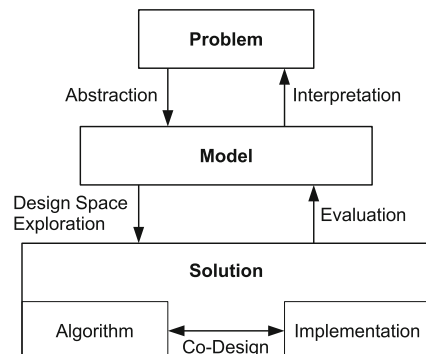 Problem
Abstraction
Interpretation
Model
Design Space
Exploration
Evaluation
Solution
Algorithm
Implementation
Co-Design